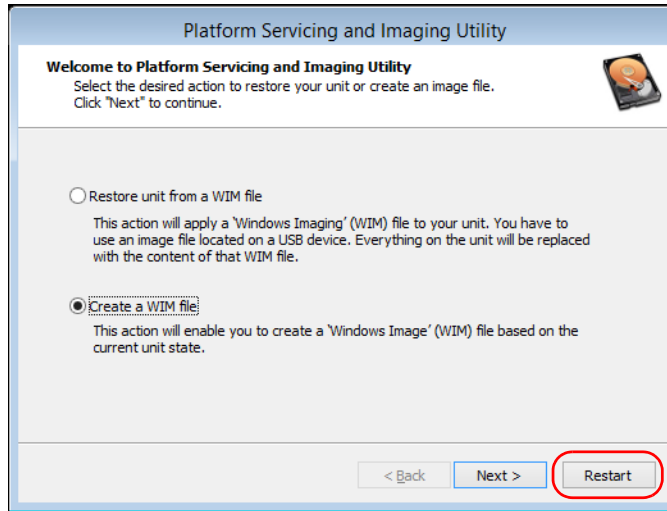 Platform Servicing and Imaging Utility
Welcome to Platform Servicing and Imaging Utility
Select the desired action to restore your unit or create an image file.
Click "Next" to continue.
Restore unit from a WIM file
This action will apply a 'Windows Imaging' (WIM) file to your unit. You have to
use an image file located on a USB device. Everything on the unit will be replaced
with the content of that WIM file.
Create a WIM file
This action will enable you to create a 'Windows Image' (WIM) file based on the
current unit state.
< Back Next > Restart